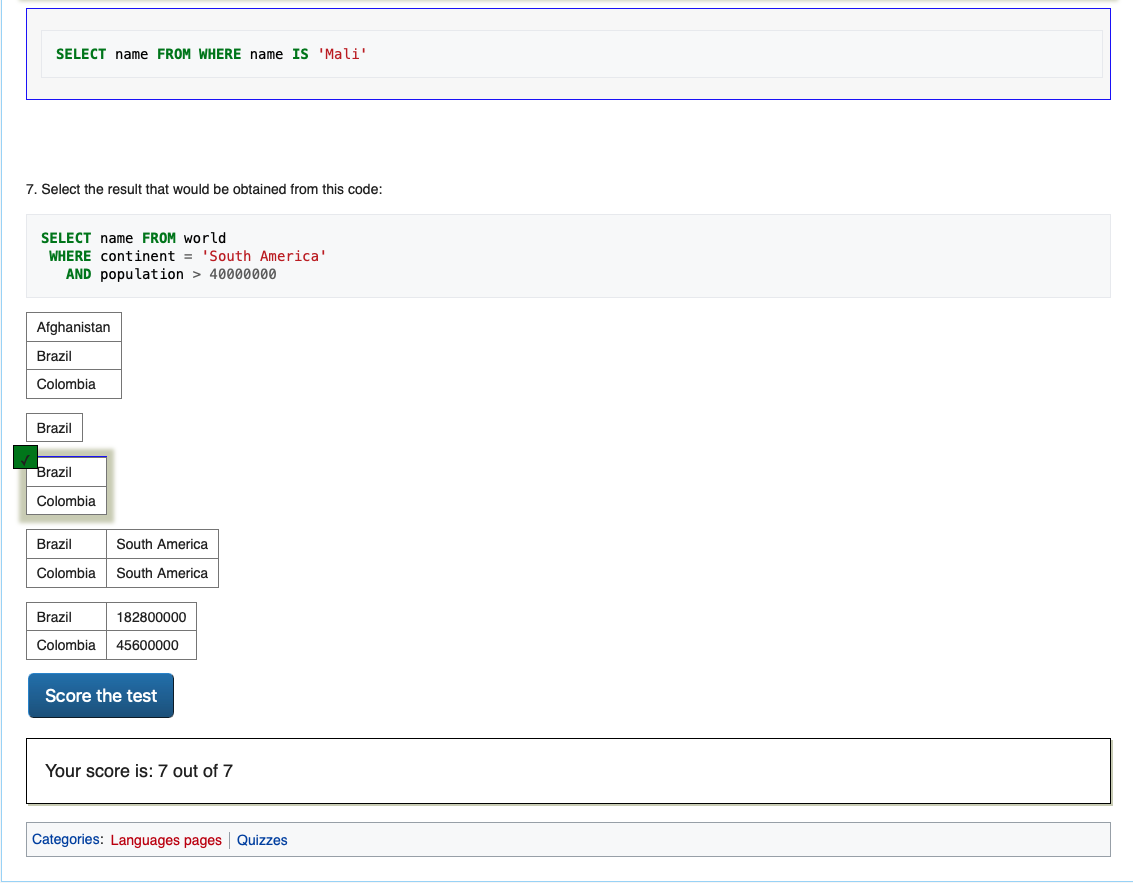 SELECT name FROM WHERE name IS 'Mali'
7. Select the result that would be obtained from this code:
SELECT name FROM world
WHERE continent = 'South America'
AND population > 40000000
Afghanistan
Brazil
Colombia
Brazil
✓
Brazil
Colombia
Brazil South America
Colombia South America
Brazil 182800000
Colombia 45600000
Score the test
Your score is: 7 out of 7
Categories: Languages pages Quizzes